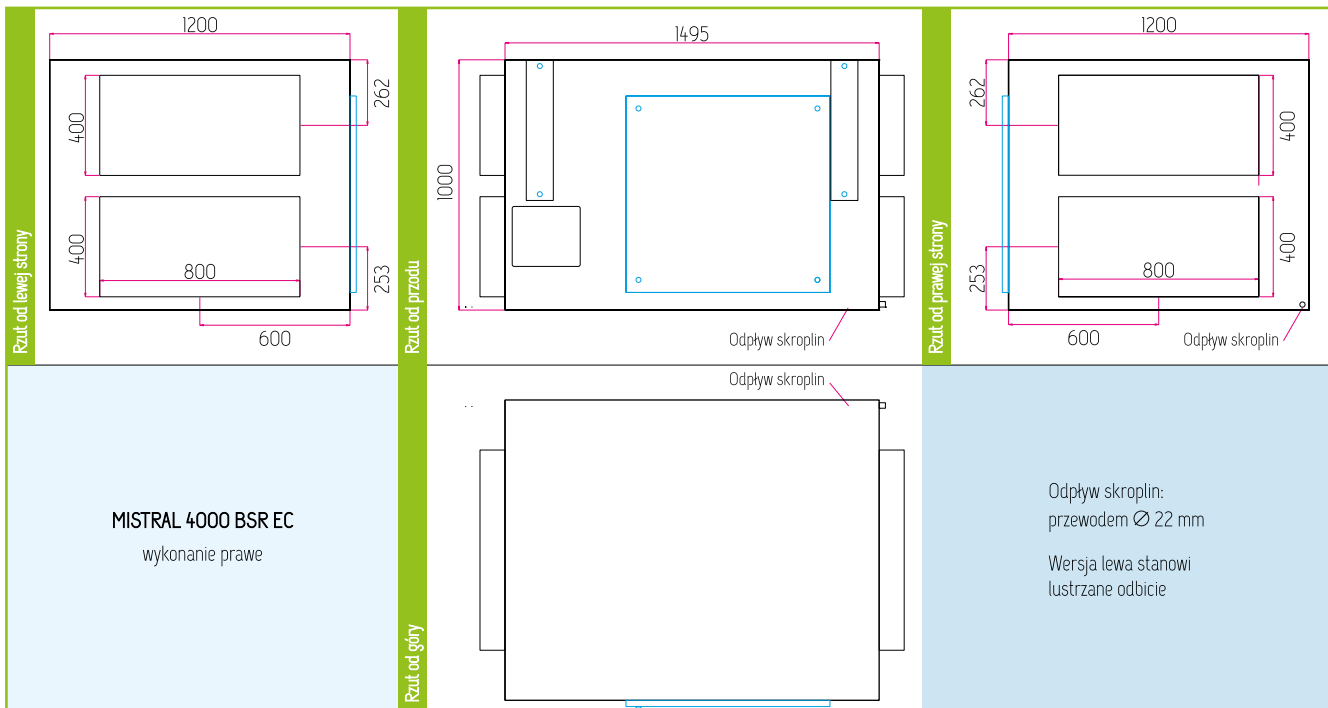 Rzut od lewej strony
1200
400
262
400
800
253
600
Rzut od przodu
1495
1000
Odpływ skroplin
Rzut od prawej strony
1200
262
400
400
800
253
600
Odpływ skroplin
MISTRAL 4000 BSR EC
wykonanie prawe
Rzut od góry
Odpływ skroplin
Odpływ skroplin:
przewodem Ø 22 mm
Wersja lewa stanowi
lustrzane odbicie